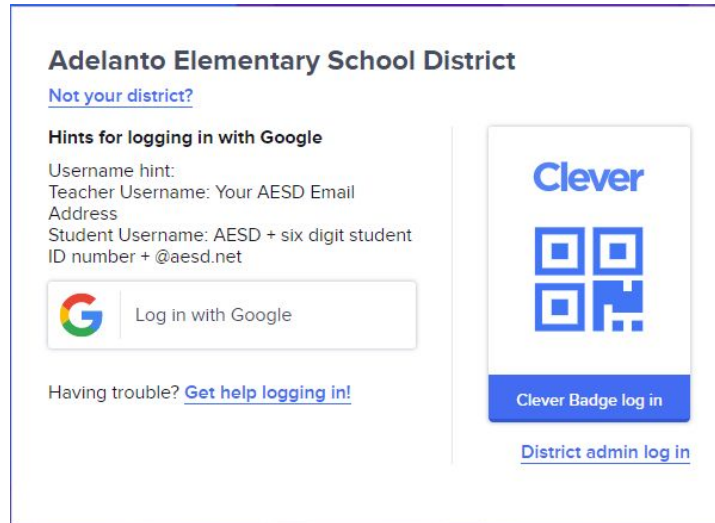 Adelanto Elementary School District
Not your district?
Hints for logging in with Google
Username hint:
Teacher Username: Your AESD Email
Address
Student Username: AESD + six digit student
ID number + @aesd.net
Log in with Google
Having trouble? Get help logging in!
Clever
Clever Badge log in
District admin log in